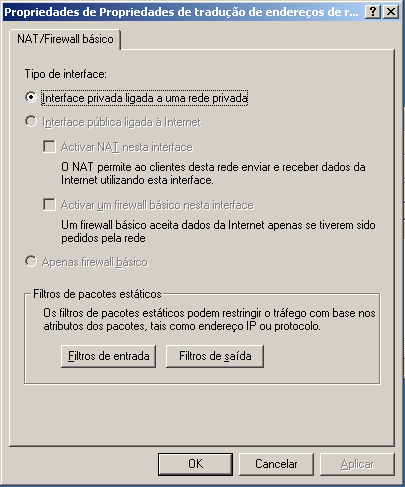 Propriedades de Propriedades de tradução de endereços de r...
NAT/Firewall básico
Tipo de interface:
Interface privada ligada a uma rede privada
Interface pública ligada à Internet
Activar NAT nesta interface
O NAT permite ao clientes desta rede enviar e receber dados da
Internet utilizando esta interface.
Activar um firewall básico nesta interface
Um firewall básico aceita dados da Internet apenas se tiverem sido
pedidos pela rede
Apenas firewall básico
Filtros de pacotes estáticos
Os filtros de pacotes estáticos podem restringir o tráfego com base nos
atributos dos pacotes, tais como endereço IP ou protocolo.
Filtros de entrada
Filtros de saída
OK
Cancelar
Aplicar